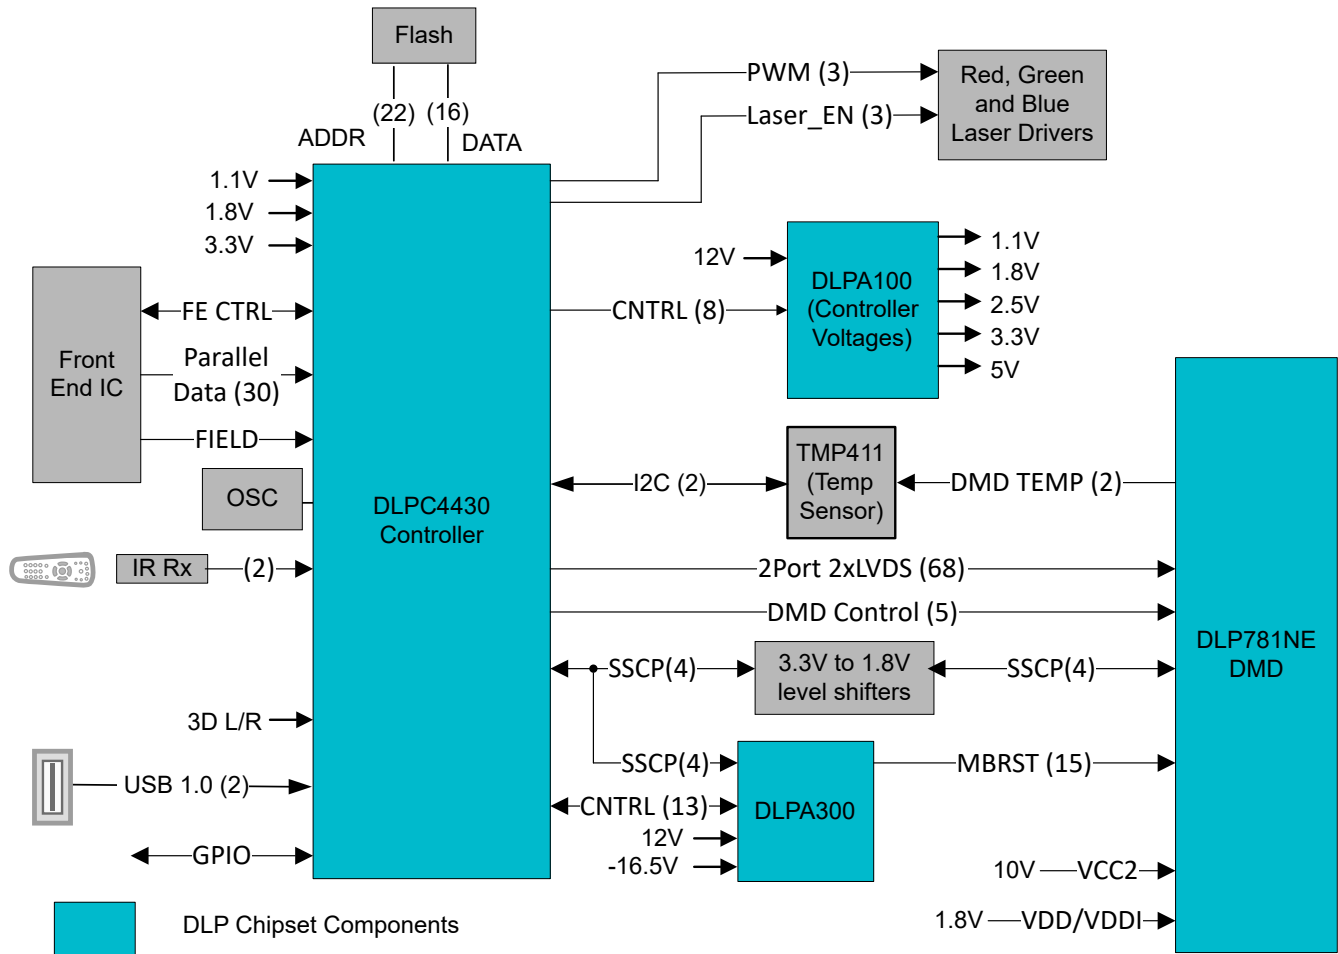 Flash
(22) (16)
ADDR
DATA
PWM (3)
Laser_EN (3)
Red, Green
and Blue
Laser Drivers
1.1V
1.8V
3.3V
12V
DLPA100
(Controller
Voltages)
1.1V
1.8V
2.5V
3.3V
5V
CNTRL (8)
Front
End IC
FE CTRL
Parallel
Data (30)
FIELD
OSC
DLPC4430
Controller
I2C (2)
TMP411
(Temp
Sensor)
DMD TEMP (2)
IR Rx
(2)
2Port 2xLVDS (68)
DMD Control (5)
DLP781NE
DMD
SSCP(4)
3.3V to 1.8V
level shifters
SSCP(4)
3D L/R
SSCP(4)
MBRST (15)
USB 1.0 (2)
CNTRL (13)
DLPA300
12V
-16.5V
GPIO
10V
VCC2
1.8V
VDD/VDDI
DLP Chipset Components